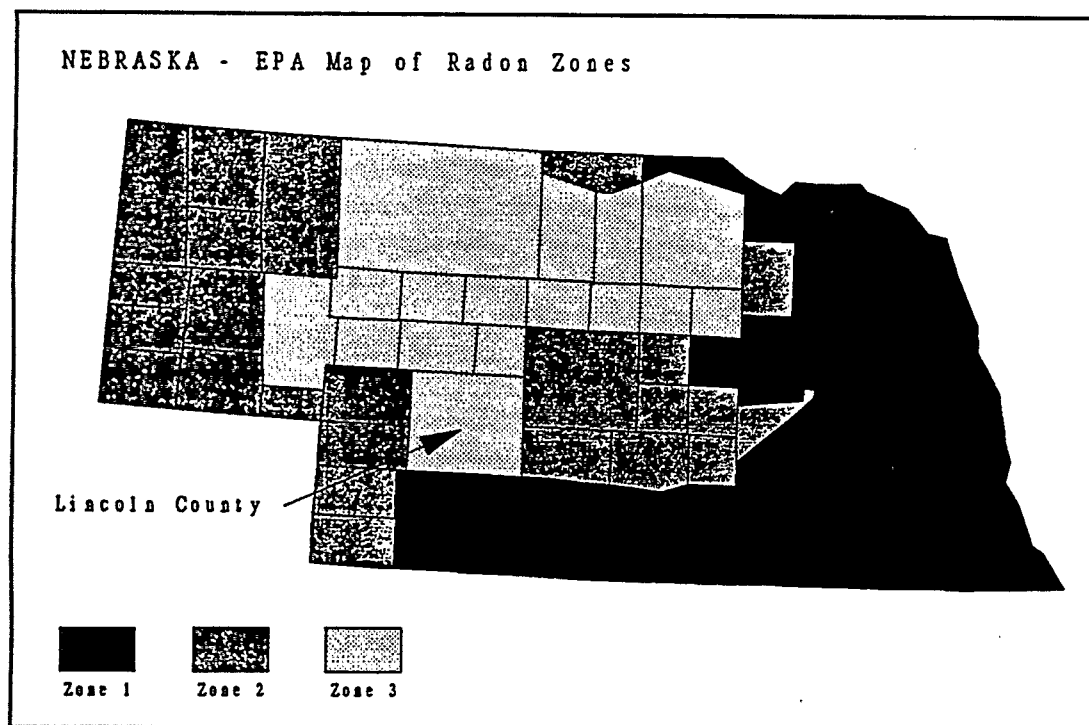 NEBRASKA - EPA Map of Radon Zones
Lincoln County
Zone 1 Zone 2 Zone 3